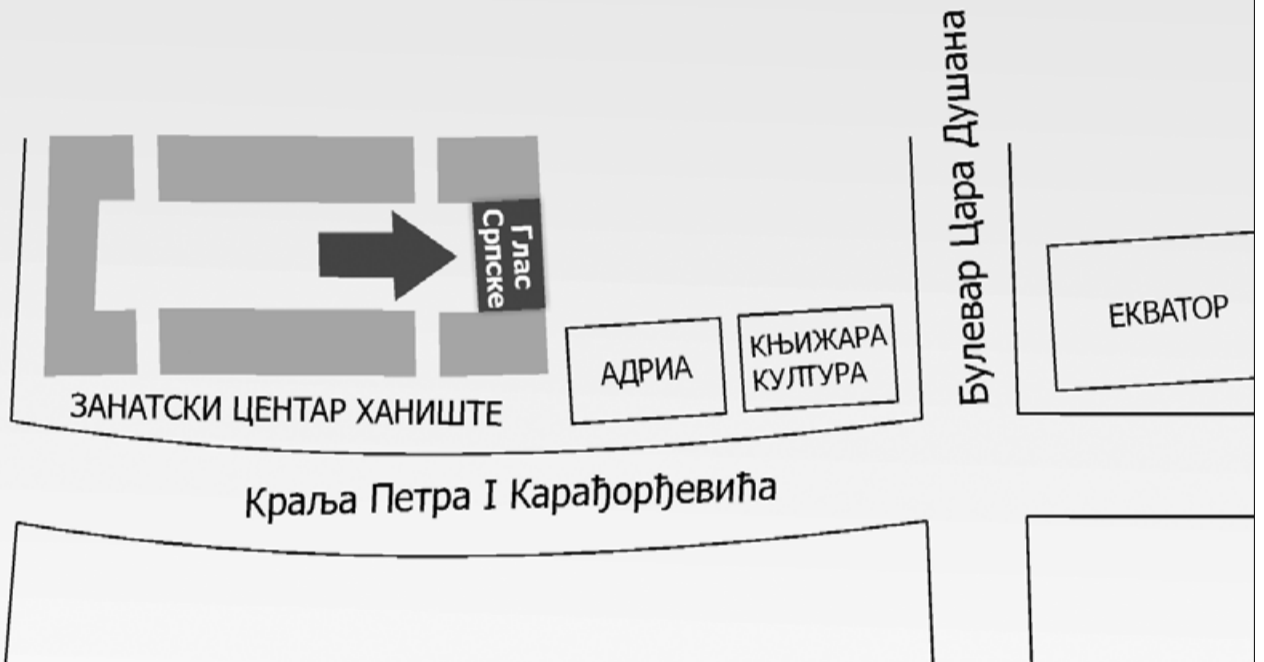 Булевар Цара Душана
Глас
Српске
ЕКВАТОР
АДРИА
КЊИЖАРА
КУЛТУРА
ЗАНАТСКИ ЦЕНТАР ХАНИШТЕ
Краља Петра I Карађорђевића